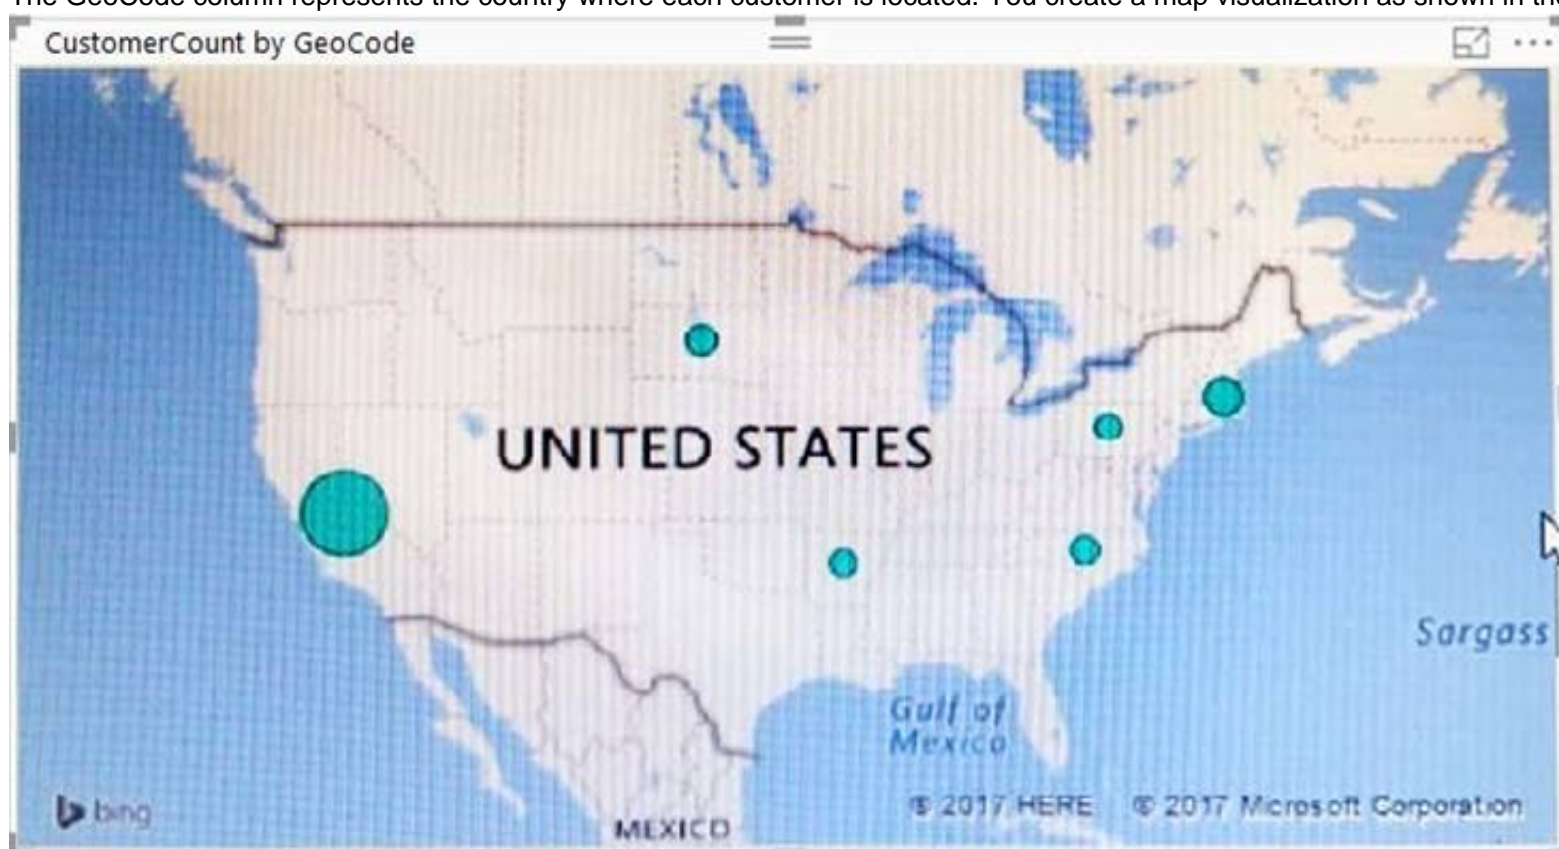 The GeoCode column represents the country where each customer is located. You create a map visualization as shown in the
CustomerCount by GeoCode
UNITED STATES
Sargass
Gulf of
Mexico
bing
© 2017 HERE © 2017 Microsoft Corporation
MEXICO